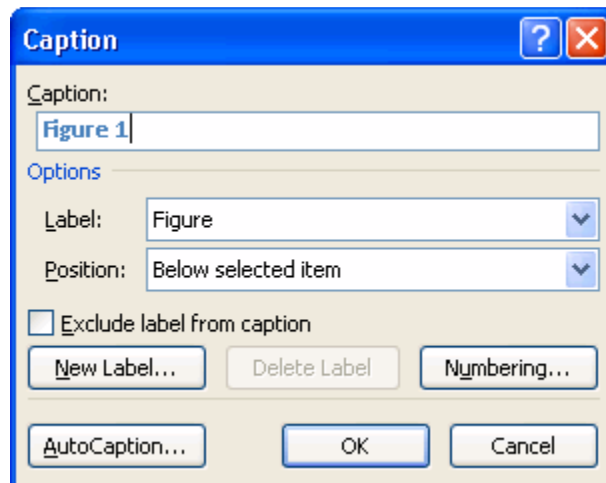 Caption
?
Caption:
Figure 1
Options
Label: Figure
Position: Below selected item
Exclude label from caption
New Label... Delete Label Numbering...
AutoCaption... OK Cancel